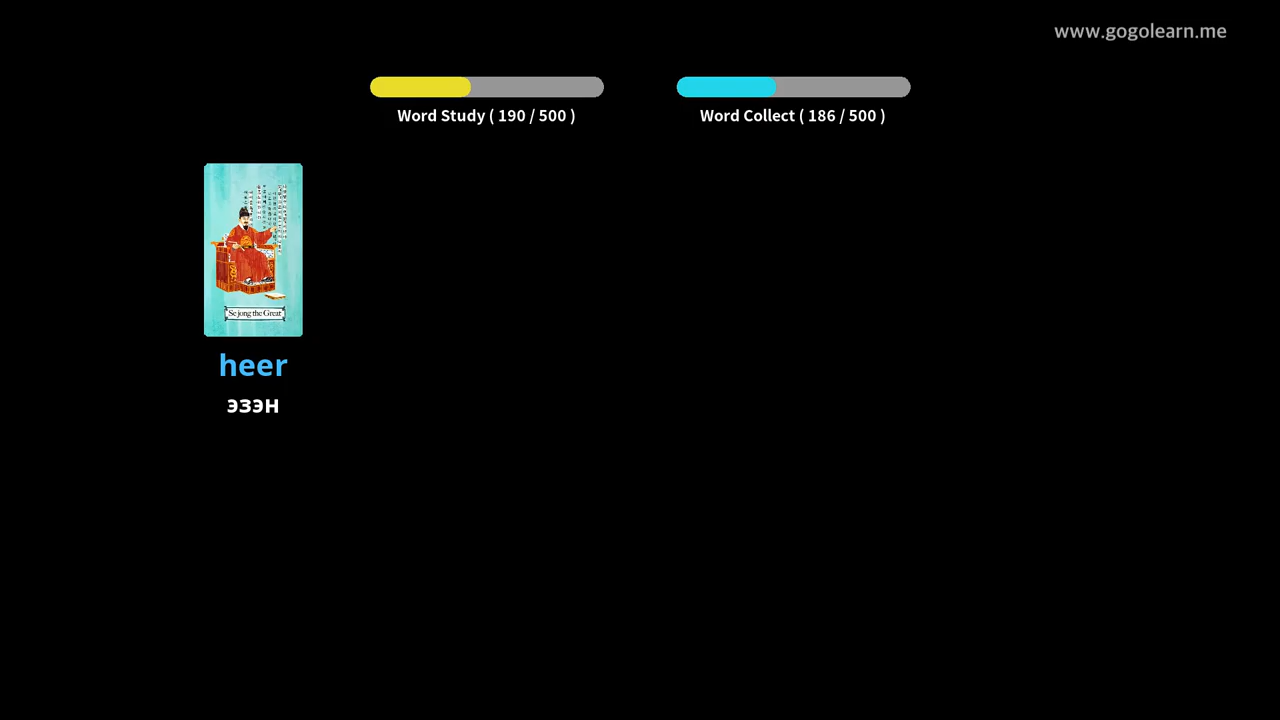 www.gogolearn.me
Word Study ( 190 / 500 )
Word Collect ( 186 / 500 )
Se jong the Great
heer
эзэн